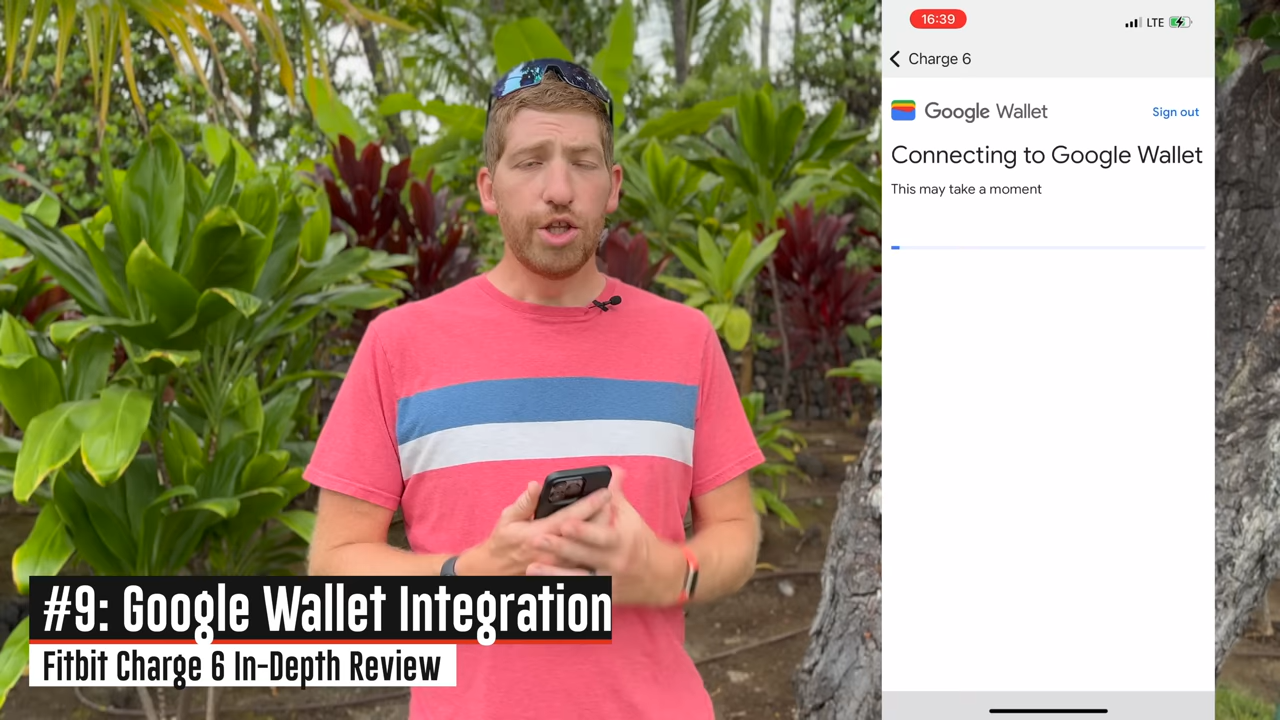 16:39
LTE
Charge 6
Google Wallet
Sign out
Connecting to Google Wallet
This may take a moment
#9: Google Wallet Integration
Fitbit Charge 6 In-Depth Review